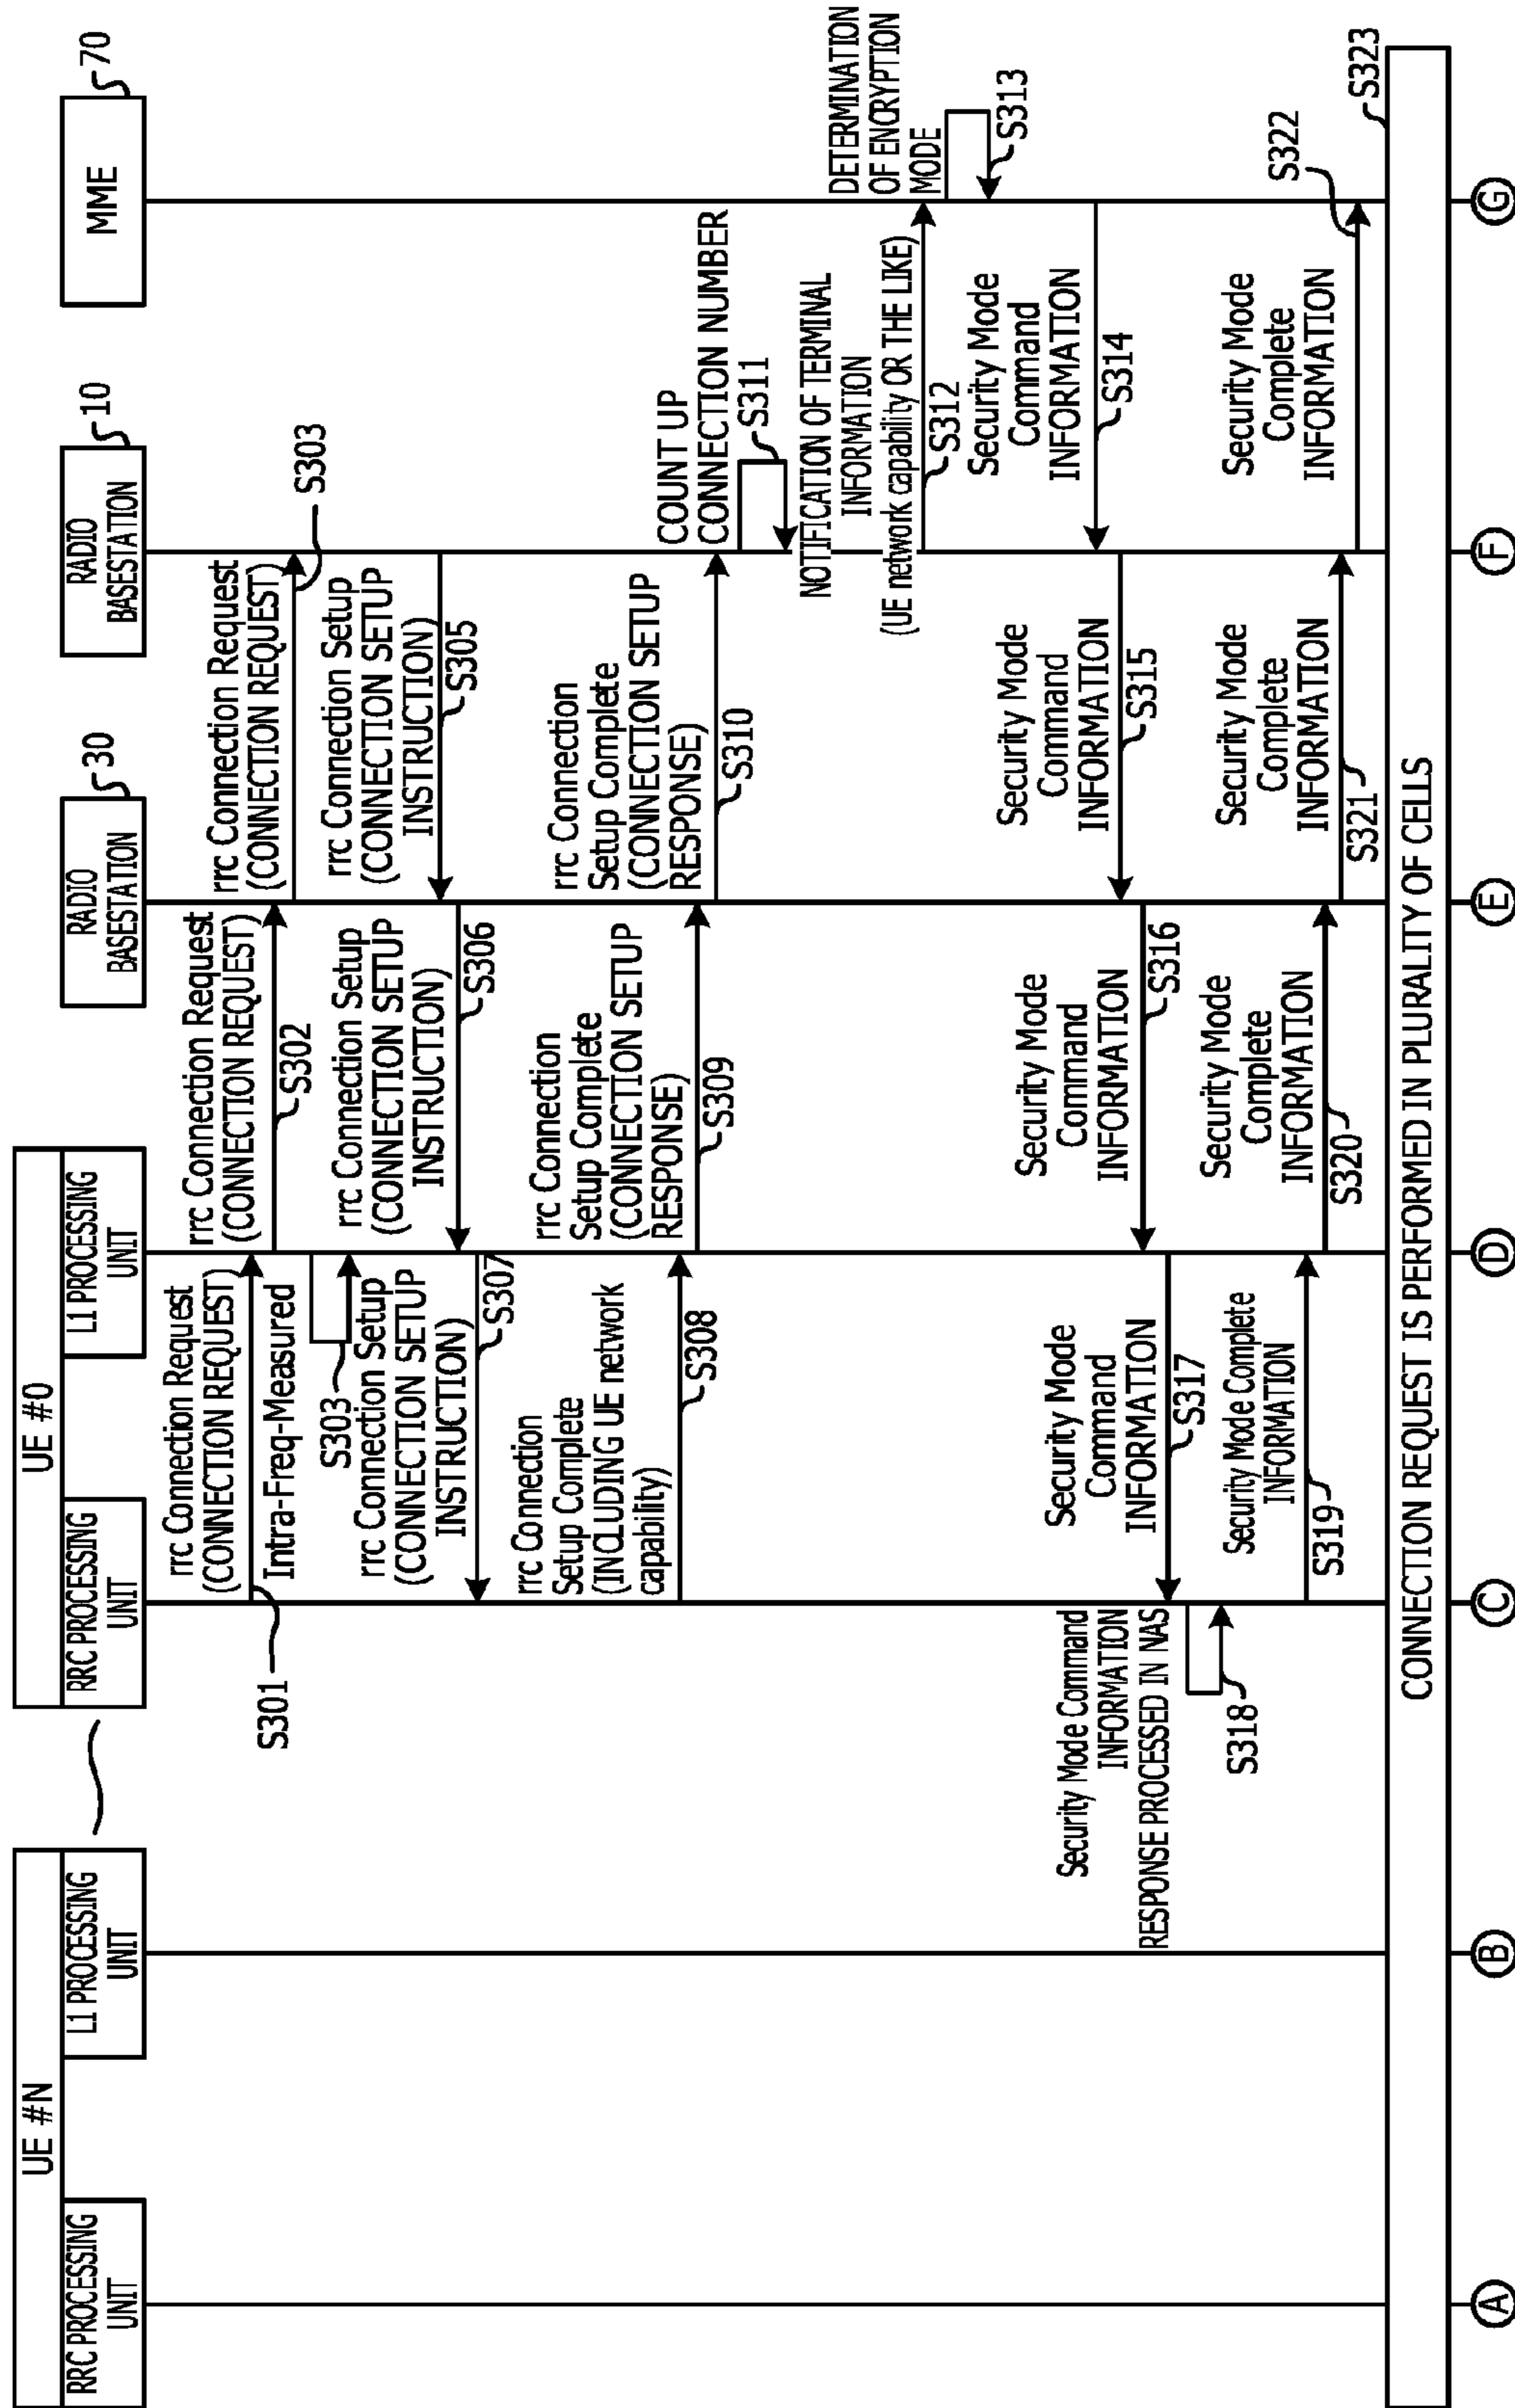 UE #N
RRC PROCESSING
UNIT
L1 PROCESSING
UNIT
UE #0
RRC PROCESSING
UNIT
L1 PROCESSING
UNIT
RADIO
BASESTATION
30
RADIO
BASESTATION
10
MME
70
rrc Connection Request
(CONNECTION REQUEST)
S301
rrc Connection Request
(CONNECTION REQUEST)
S302
rrc Connection Request
(CONNECTION REQUEST)
S303
Intra-Freq-Measured
S303
rrc Connection Setup
(CONNECTION SETUP
INSTRUCTION)
S305
rrc Connection Setup
(CONNECTION SETUP
INSTRUCTION)
S306
rrc Connection Setup
(CONNECTION SETUP
INSTRUCTION)
S307
rrc Connection
Setup Complete
(INCLUDING UE network
capability)
S308
rrc Connection
Setup Complete
(CONNECTION SETUP
RESPONSE)
S309
rrc Connection
Setup Complete
(CONNECTION SETUP
RESPONSE)
S310
COUNT UP
CONNECTION NUMBER
S311
NOTIFICATION OF TERMINAL
INFORMATION
(UE network capability OR THE LIKE)
S312
DETERMINATION
OF ENCRYPTION
MODE
S313
Security Mode
Command
INFORMATION
S314
Security Mode
Command
INFORMATION
S315
Security Mode
Command
INFORMATION
S316
Security Mode
Command
INFORMATION
S317
Security Mode Command
INFORMATION
RESPONSE PROCESSED IN NAS
S318
Security Mode Complete
INFORMATION
S319
Security Mode
Complete
INFORMATION
S320
Security Mode
Complete
INFORMATION
S321
Security Mode
Complete
INFORMATION
S322
CONNECTION REQUEST IS PERFORMED IN PLURALITY OF CELLS
S323
A
B
C
D
E
F
G